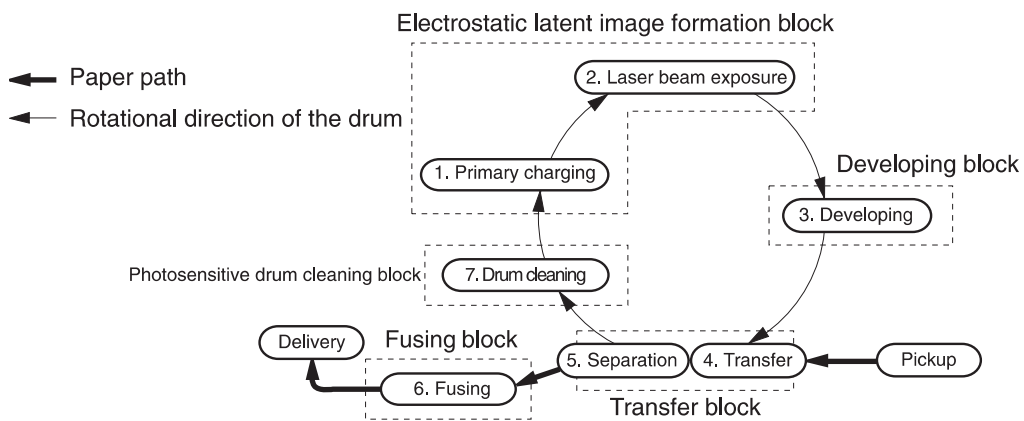 Electrostatic latent image formation block
Paper path
Rotational direction of the drum
2. Laser beam exposure
1. Primary charging
Developing block
3. Developing
Photosensitive drum cleaning block
7. Drum cleaning
Delivery
Fusing block
5. Separation
4. Transfer
Pickup
6. Fusing
Transfer block